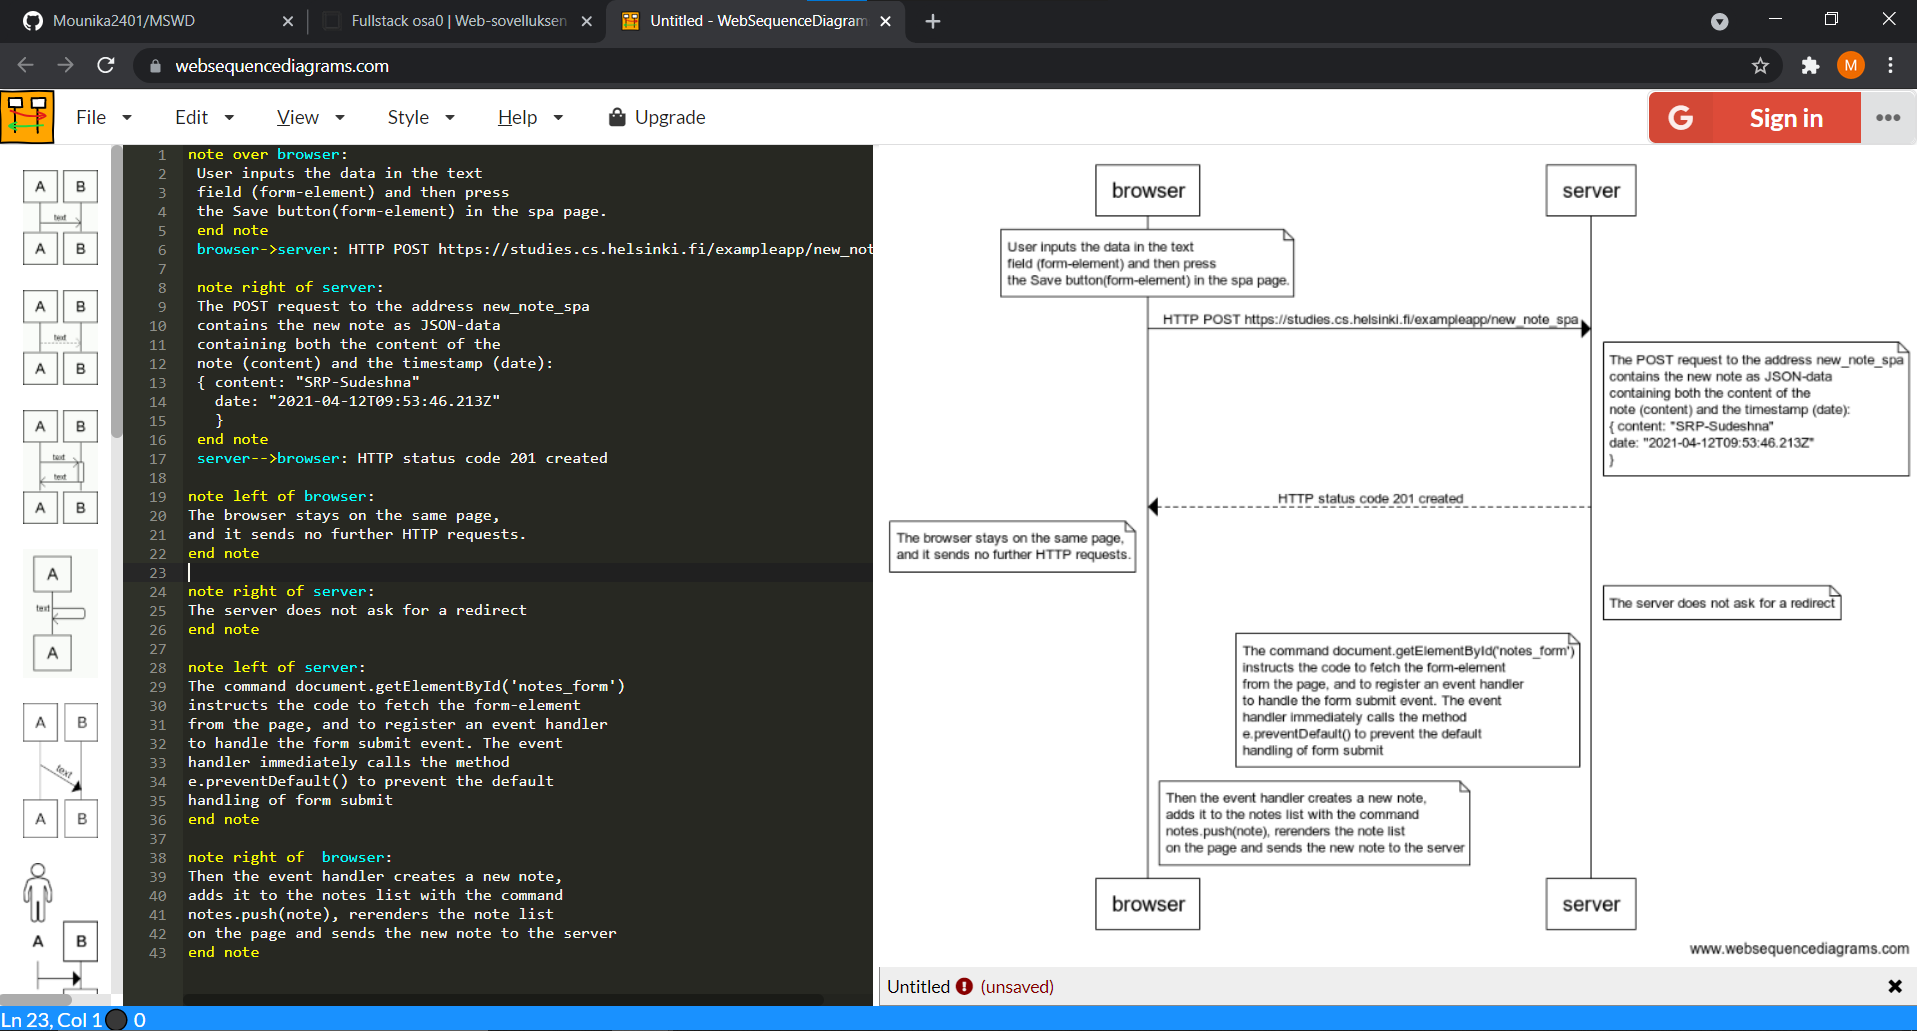 Mounika2401/MSWD
Fullstack osa0 | Web-sovelluksen
Untitled - WebSequenceDiagram
websequencediagrams.com
M
File
Edit
View
Style
Help
Upgrade
G
Sign in
A B
text
A B
A B
text
A B
A B
text
text
A B
A
text
A
A B
text
A B
A B
1 note over browser:
2 User inputs the data in the text
3 field (form-element) and then press
4 the Save button(form-element) in the spa page.
5 end note
6 browser->server: HTTP POST https://studies.cs.helsinki.fi/exampleapp/new_not
7
8 note right of server:
9 The POST request to the address new_note_spa
10 contains the new note as JSON-data
11 containing both the content of the
12 note (content) and the timestamp (date):
13 { content: "SRP-Sudeshna"
14 date: "2021-04-12T09:53:46.213Z"
15 }
16 end note
17 server-->browser: HTTP status code 201 created
18
19 note left of browser:
20 The browser stays on the same page,
21 and it sends no further HTTP requests.
22 end note
23
24 note right of server:
25 The server does not ask for a redirect
26 end note
27
28 note left of server:
29 The command document.getElementById('notes_form')
30 instructs the code to fetch the form-element
31 from the page, and to register an event handler
32 to handle the form submit event. The event
33 handler immediately calls the method
34 e.preventDefault() to prevent the default
35 handling of form submit
36 end note
37
38 note right of  browser:
39 Then the event handler creates a new note,
40 adds it to the notes list with the command
41 notes.push(note), rerenders the note list
42 on the page and sends the new note to the server
43 end note
browser
server
User inputs the data in the text
field (form-element) and then press
the Save button(form-element) in the spa page.
HTTP POST https://studies.cs.helsinki.fi/exampleapp/new_note_spa
The POST request to the address new_note_spa
contains the new note as JSON-data
containing both the content of the
note (content) and the timestamp (date):
{ content: "SRP-Sudeshna"
date: "2021-04-12T09:53:46.213Z"
}
HTTP status code 201 created
The browser stays on the same page,
and it sends no further HTTP requests.
The server does not ask for a redirect
The command document.getElementById('notes_form')
instructs the code to fetch the form-element
from the page, and to register an event handler
to handle the form submit event. The event
handler immediately calls the method
e.preventDefault() to prevent the default
handling of form submit
Then the event handler creates a new note,
adds it to the notes list with the command
notes.push(note), rerenders the note list
on the page and sends the new note to the server
browser
server
www.websequencediagrams.com
Untitled (unsaved)
Ln 23, Col 1 0